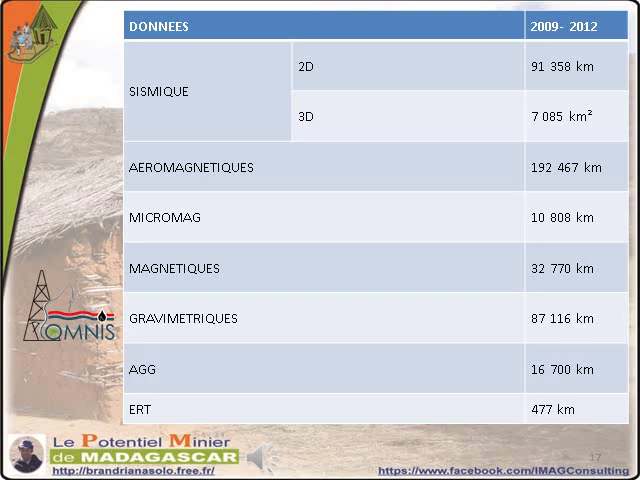 DONNEES 2009- 2012
SISMIQUE 2D 91 358 km
3D 7 085 km²
AEROMAGNETIQUES 192 467 km
MICROMAG 10 808 km
MAGNETIQUES 32 770 km
GRAVIMETRIQUES 87 116 km
AGG 16 700 km
ERT 477 km
OMNIS
Le Potentiel Minier
de MADAGASCAR
17
http://brandrianasolo.free.fr/ https://www.facebook.com/IMAGConsulting